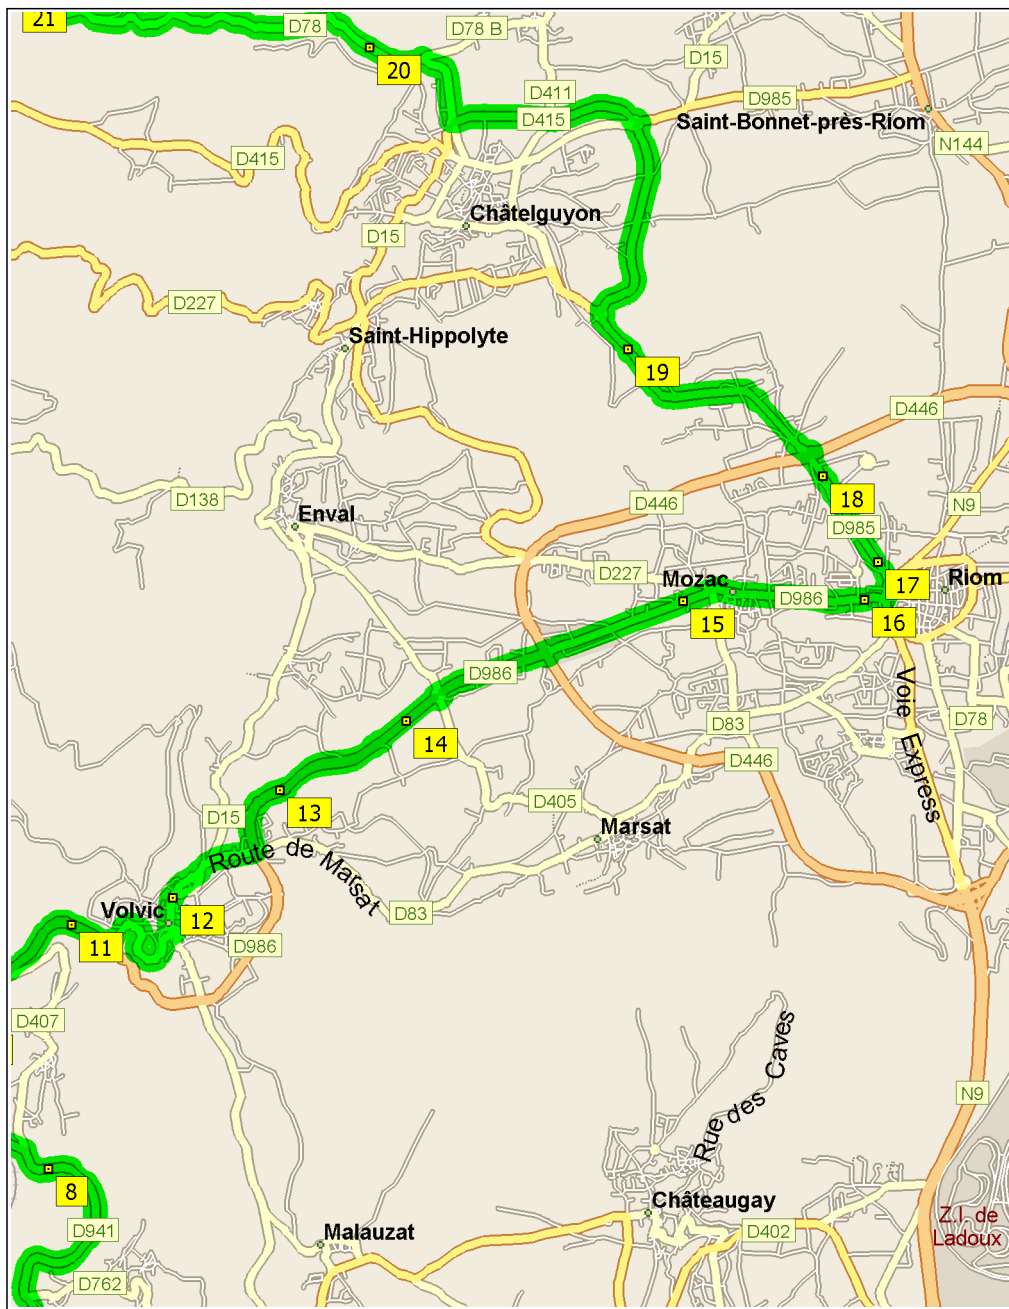 21
D78
D78 B
20
D15
D411
D985
D415
Saint-Bonnet-près-Riom
N144
D415
Châtelguyon
D15
D227
Saint-Hippolyte
19
D446
D138
D446
18
N9
Enval
D985
D227
Mozac
17
Riom
D986
15
16
D986
Voie Express
14
D83
D78
D446
13
D405
D15
Marsat
Route de Marsat
Volvic
12
D83
11
D986
D407
Rue des Caves
N9
8
Châteaugay
D941
Malauzat
D402
Z.I. de
Ladoux
D762